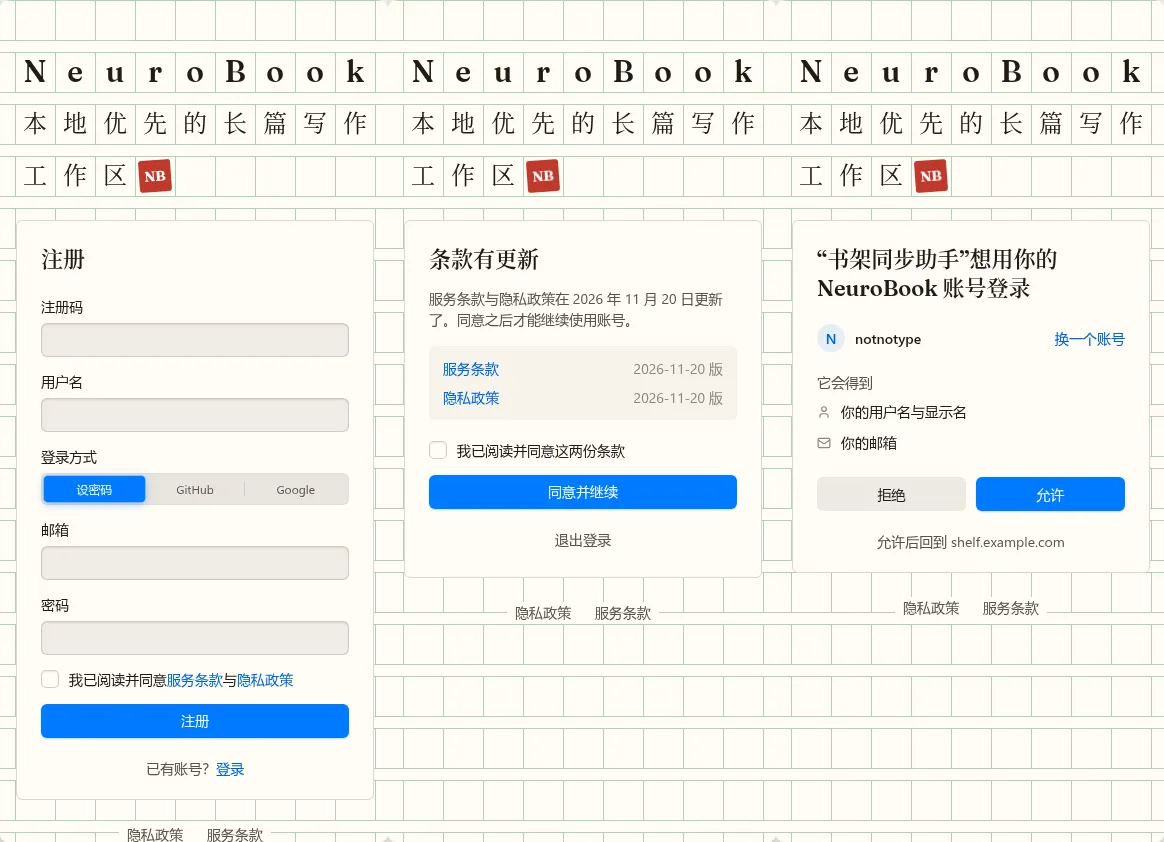 NeuroBook
本地优先的长篇写作
工作区 NB
注册
注册码
用户名
登录方式
设密码 GitHub Google
邮箱
密码
我已阅读并同意服务条款与隐私政策
注册
已有账号？登录
隐私政策 服务条款
NeuroBook
本地优先的长篇写作
工作区 NB
条款有更新
服务条款与隐私政策在 2026 年 11 月 20 日更新
了。同意之后才能继续使用账号。
服务条款 2026-11-20 版
隐私政策 2026-11-20 版
我已阅读并同意这两份条款
同意并继续
退出登录
隐私政策 服务条款
NeuroBook
本地优先的长篇写作
工作区 NB
“书架同步助手”想用你的
NeuroBook 账号登录
N notnotype 换一个账号
它会得到
你的用户名与显示名
你的邮箱
拒绝 允许
允许后回到 shelf.example.com
隐私政策 服务条款